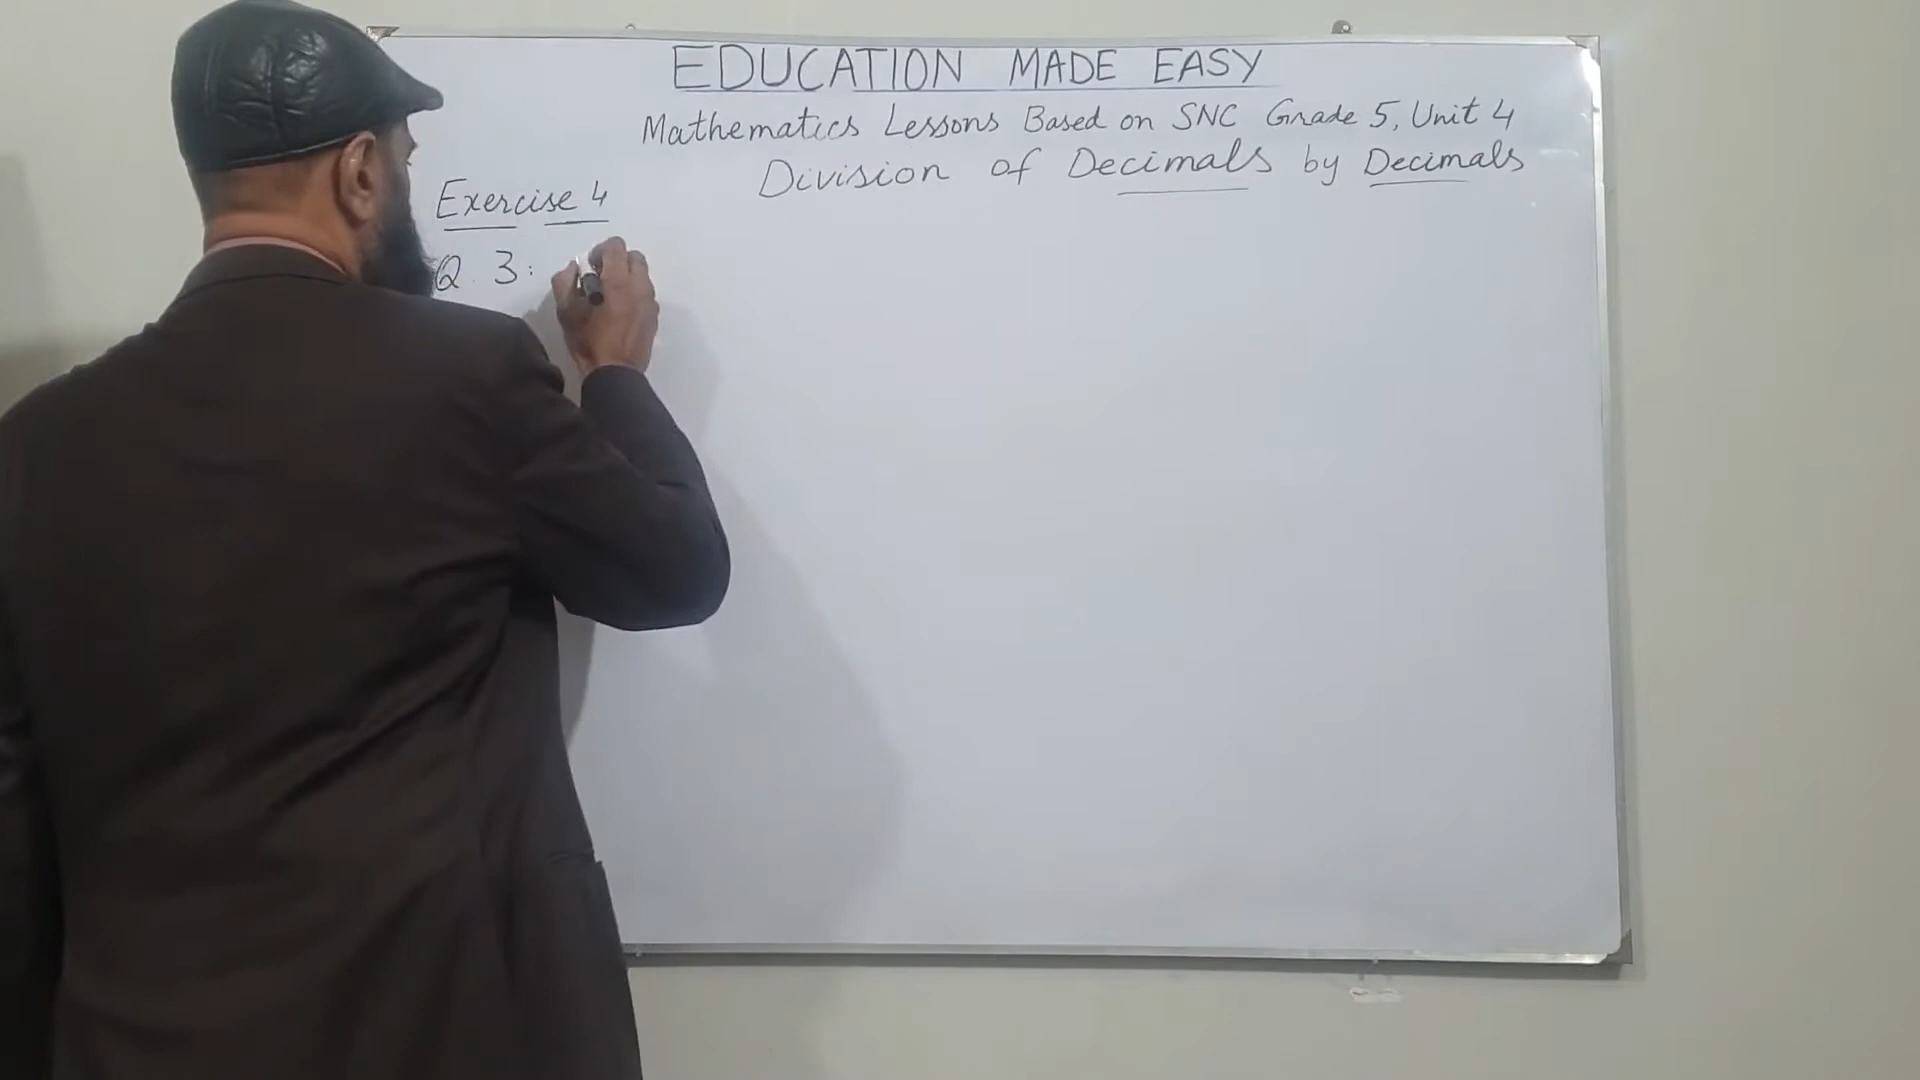 EDUCATION MADE EASY
Mathematics Lessons Based on SNC Grade 5, Unit 4
Division of Decimals by Decimals
Exercise 4
Q. 3: